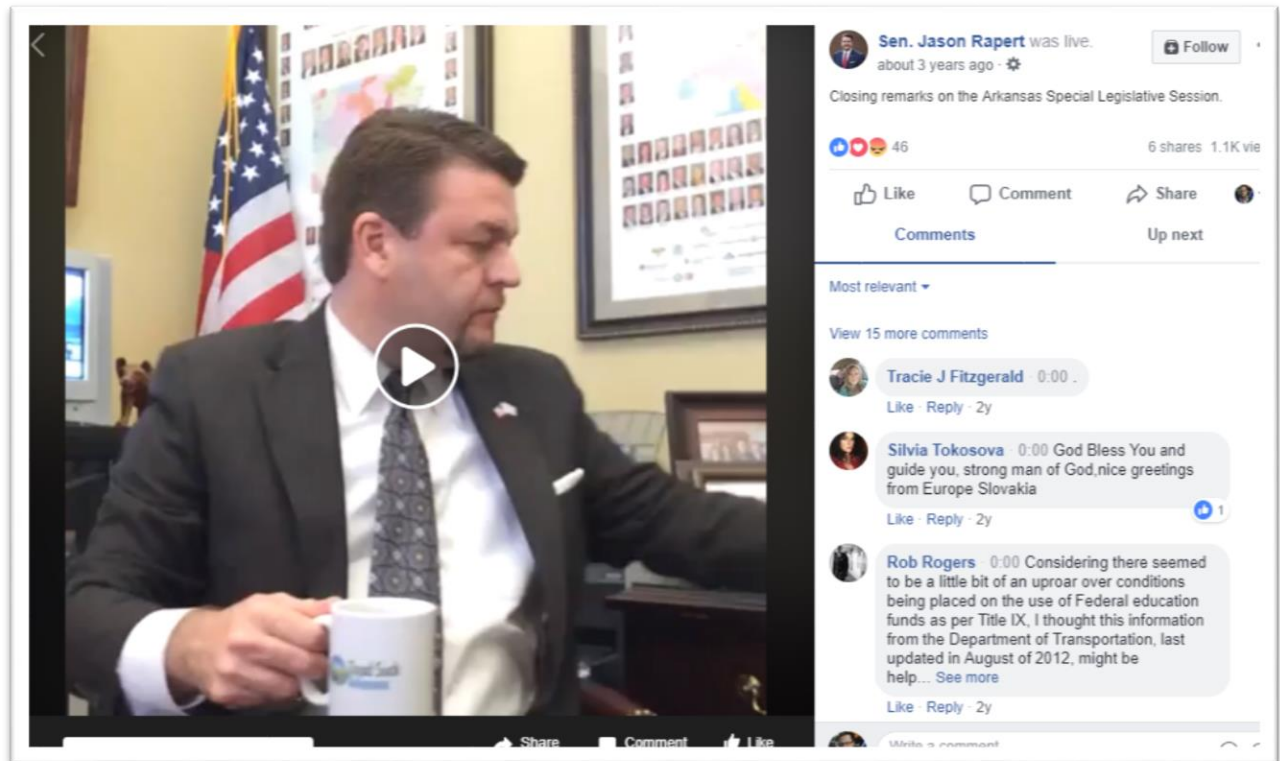 Sen. Jason Rapert was live.
Follow
about 3 years ago ·
Closing remarks on the Arkansas Special Legislative Session.
46
6 shares 1.1K vie
Like
Comment
Share
Comments
Up next
Most relevant
View 15 more comments
Tracie J Fitzgerald · 0:00 .
Like · Reply · 2y
Silvia Tokosova · 0:00 God Bless You and
guide you, strong man of God,nice greetings
from Europe Slovakia
1
Like · Reply · 2y
Rob Rogers · 0:00 Considering there seemed
to be a little bit of an uproar over conditions
being placed on the use of Federal education
funds as per Title IX, I thought this information
from the Department of Transportation, last
updated in August of 2012, might be
help... See more
Like · Reply · 2y
Write a comment
Share
Comment
Like